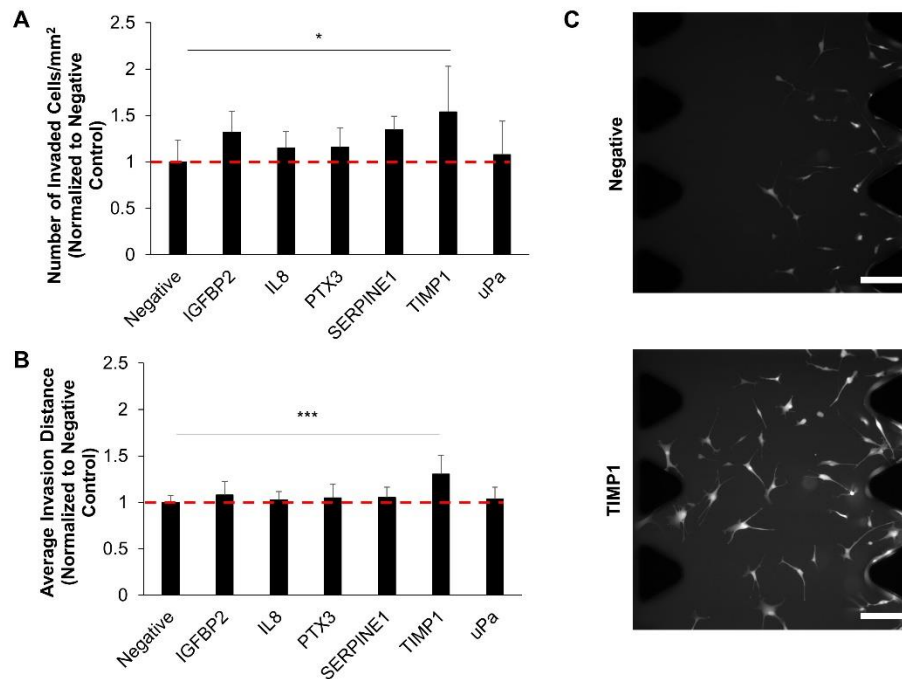 A
Number of Invaded Cells/mm²
(Normalized to Negative
Control)
2.5
2
1.5
1
0.5
0
*
Negative
IGFBP2
IL8
PTX3
SERPINE1
TIMP1
uPa
B
Average Invasion Distance
(Normalized to Negative
Control)
2.5
2
1.5
1
0.5
0
***
Negative
IGFBP2
IL8
PTX3
SERPINE1
TIMP1
uPa
C
Negative
TIMP1